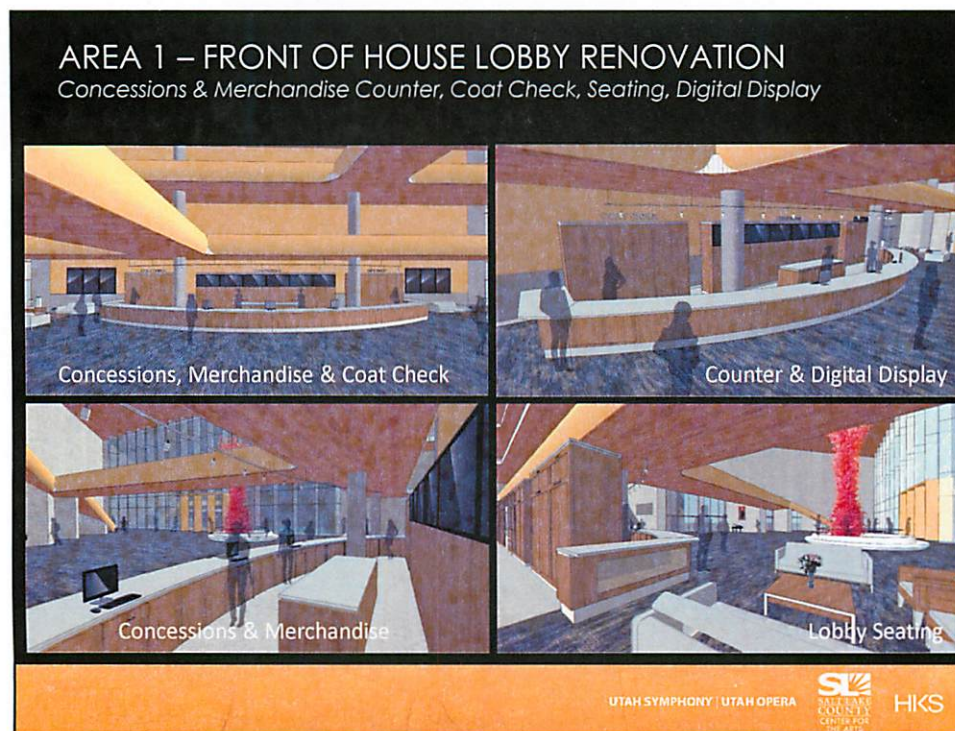 AREA 1 – FRONT OF HOUSE LOBBY RENOVATION
Concessions & Merchandise Counter, Coat Check, Seating, Digital Display
Concessions, Merchandise & Coat Check
Counter & Digital Display
Concessions & Merchandise
Lobby Seating
UTAH SYMPHONY | UTAH OPERA
SL
SALT LAKE
COUNTY
CENTER FOR
THE ARTS
HKS